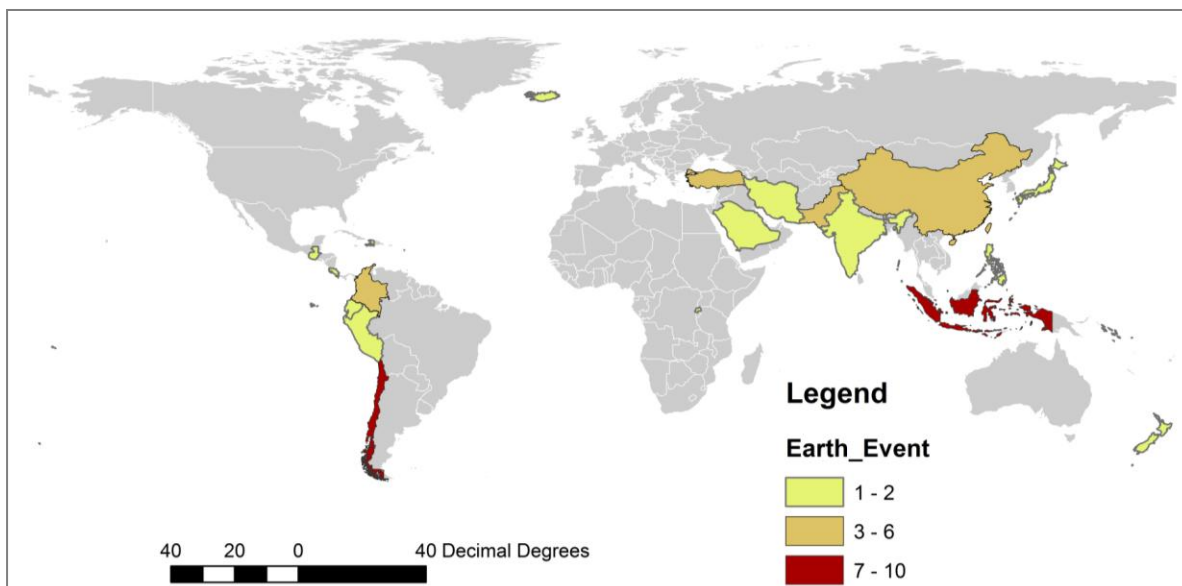 Legend
Earth_Event
1 - 2
3 - 6
7 - 10
40 20 0 40 Decimal Degrees